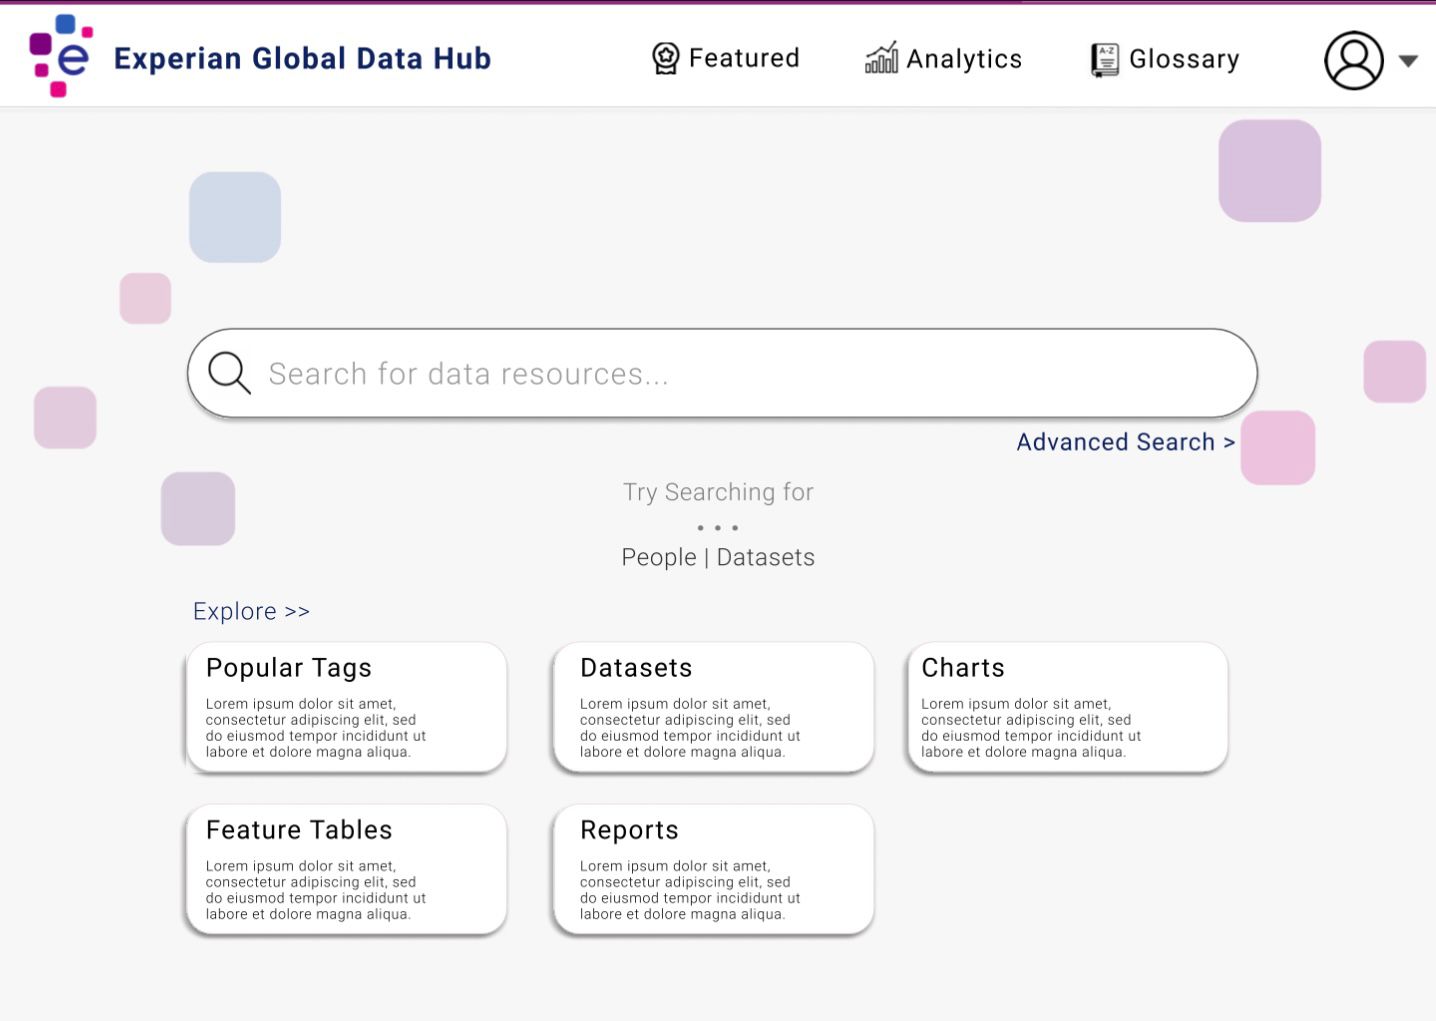 Experian Global Data Hub
Featured
A-Z
Analytics
Glossary
Search for data resources...
Advanced Search >
Try Searching for
• • •
People | Datasets
Explore >>
Popular Tags
Lorem ipsum dolor sit amet,
consectetur adipiscing elit, sed
do eiusmod tempor incididunt ut
labore et dolore magna aliqua.
Datasets
Lorem ipsum dolor sit amet,
consectetur adipiscing elit, sed
do eiusmod tempor incididunt ut
labore et dolore magna aliqua.
Charts
Lorem ipsum dolor sit amet,
consectetur adipiscing elit, sed
do eiusmod tempor incididunt ut
labore et dolore magna aliqua.
Feature Tables
Lorem ipsum dolor sit amet,
consectetur adipiscing elit, sed
do eiusmod tempor incididunt ut
labore et dolore magna aliqua.
Reports
Lorem ipsum dolor sit amet,
consectetur adipiscing elit, sed
do eiusmod tempor incididunt ut
labore et dolore magna aliqua.